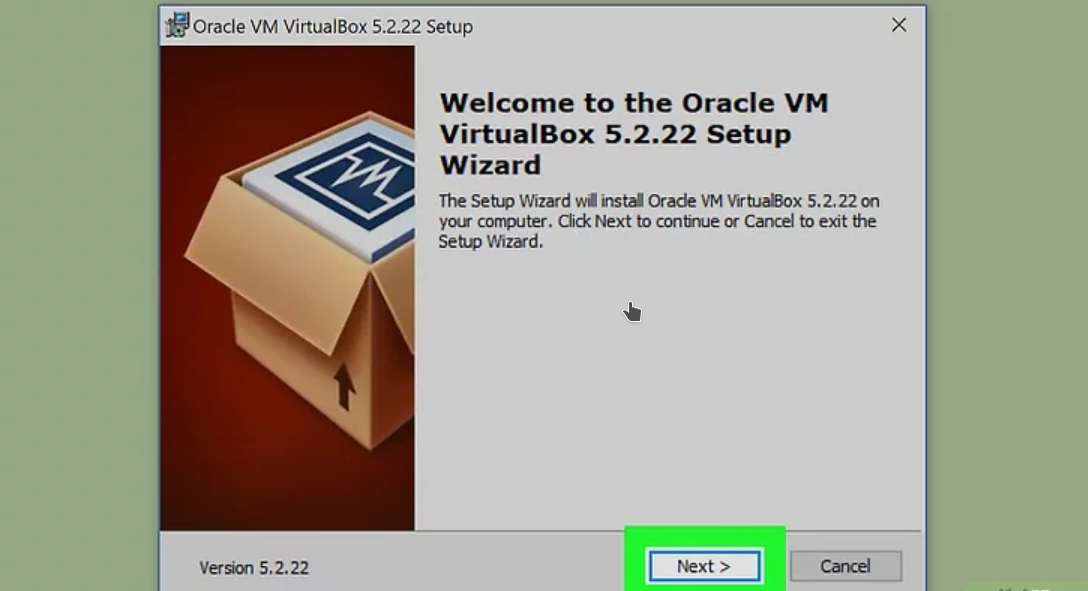 Oracle VM VirtualBox 5.2.22 Setup
Welcome to the Oracle VM
VirtualBox 5.2.22 Setup
Wizard
The Setup Wizard will install Oracle VM VirtualBox 5.2.22 on
your computer. Click Next to continue or Cancel to exit the
Setup Wizard.
Version 5.2.22
Next >
Cancel